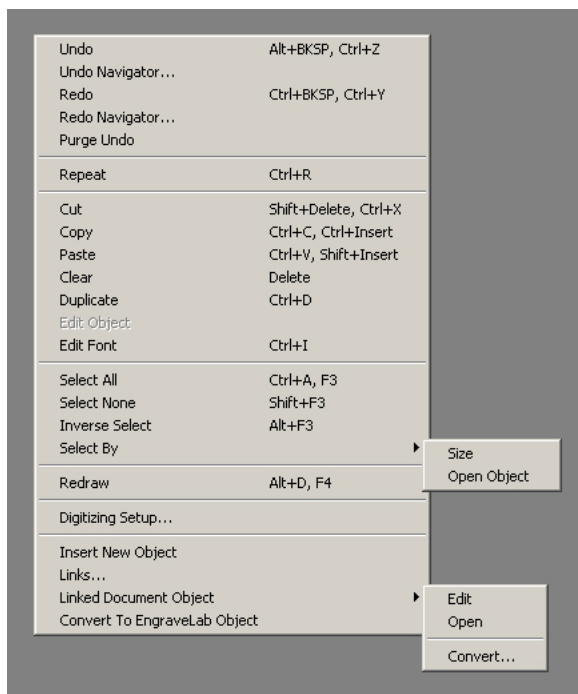 Undo Alt+BKSP, Ctrl+Z
Undo Navigator...
Redo Ctrl+BKSP, Ctrl+Y
Redo Navigator...
Purge Undo
Repeat Ctrl+R
Cut Shift+Delete, Ctrl+X
Copy Ctrl+C, Ctrl+Insert
Paste Ctrl+V, Shift+Insert
Clear Delete
Duplicate Ctrl+D
Edit Object
Edit Font Ctrl+I
Select All Ctrl+A, F3
Select None Shift+F3
Inverse Select Alt+F3
Select By
Size
Open Object
Redraw Alt+D, F4
Digitizing Setup...
Insert New Object
Links...
Linked Document Object
Edit
Open
Convert...
Convert To EngraveLab Object